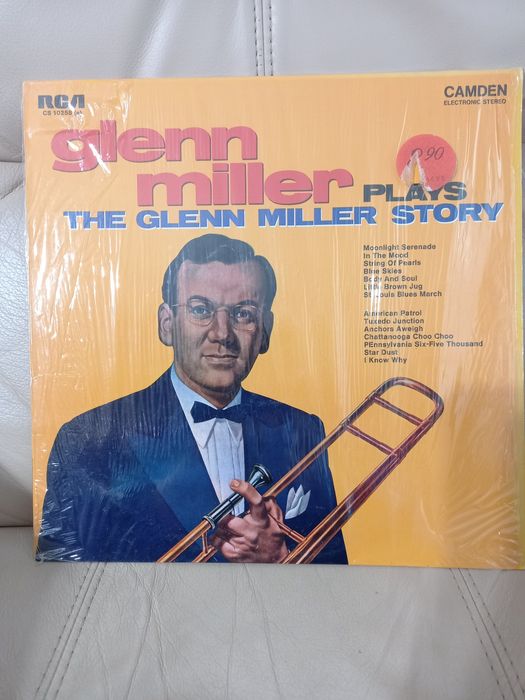 RCA
CS 10258
CAMDEN
ELECTRONIC STEREO
glenn
miller PLAYS
THE GLENN MILLER STORY
90
Moonlight Serenade
In The Mood
String Of Pearls
Blue Skies
Body And Soul
Little Brown Jug
St. Louis Blues March
American Patrol
Tuxedo Junction
Anchors Aweigh
Chattanooga Choo Choo
PEnnsylvania Six-Five Thousand
Star Dust
I Know Why